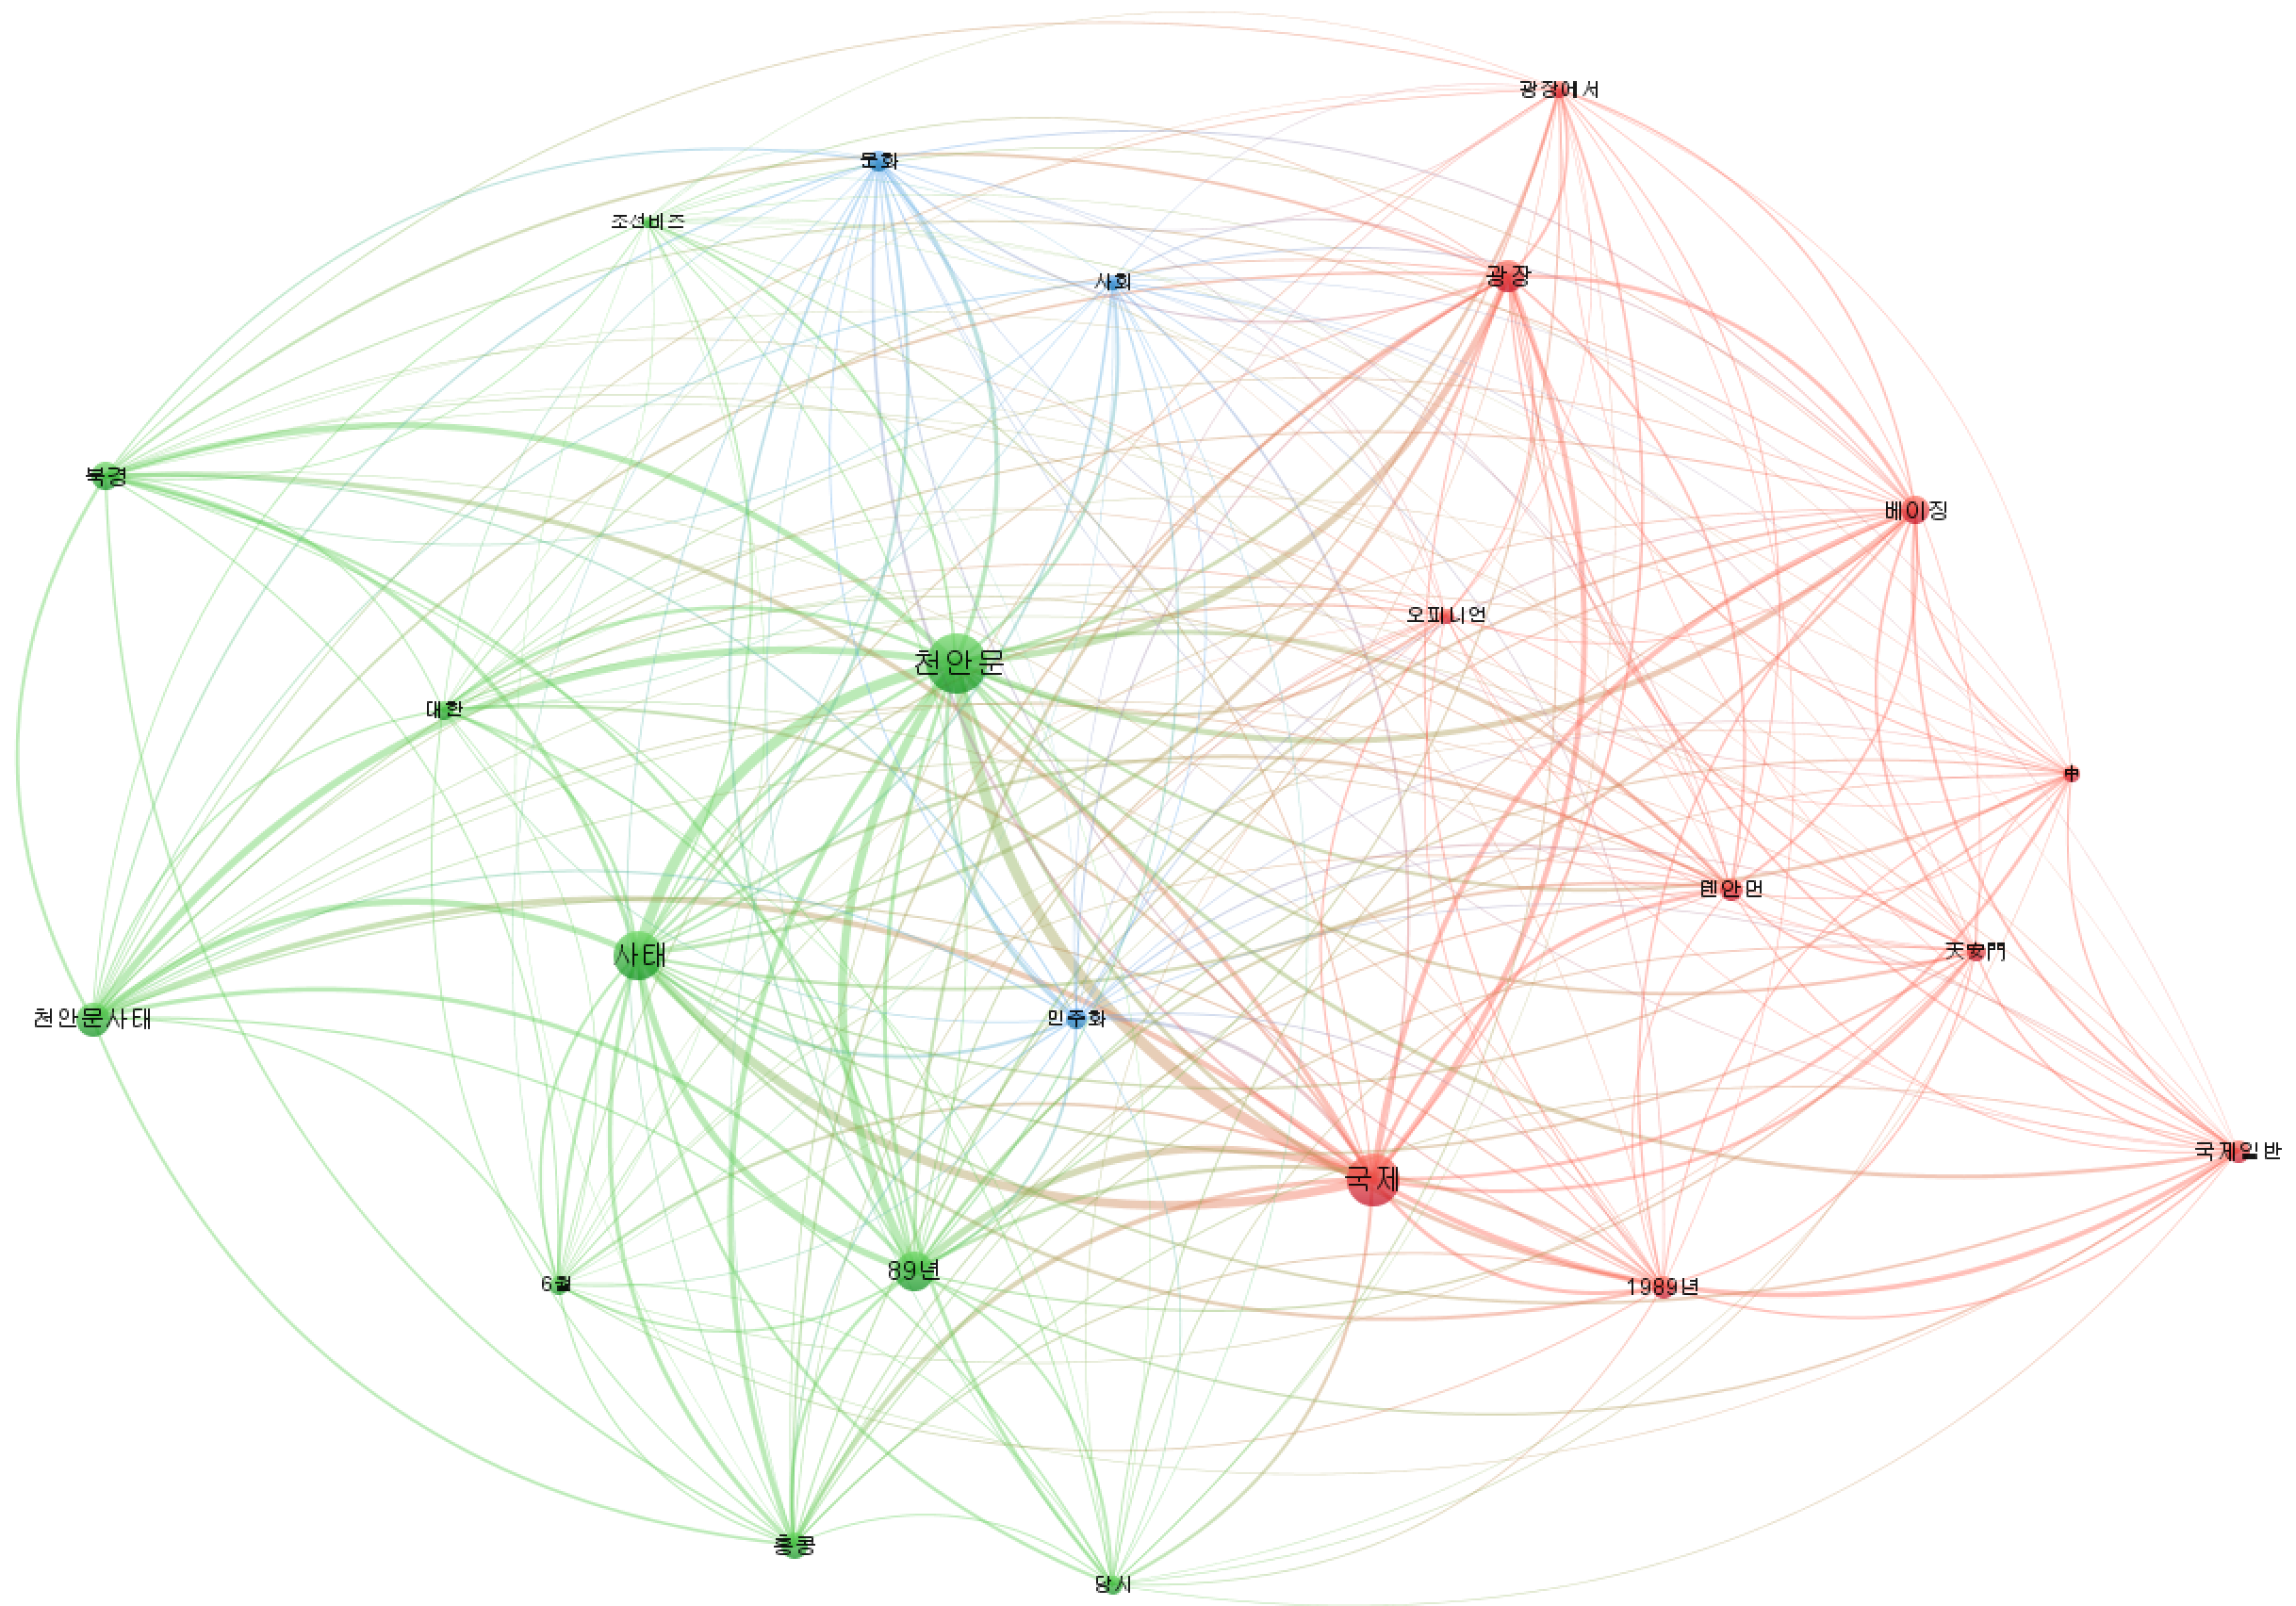 광장에서
문화
조선비즈
사회
광장
북경
베이징
오피니언
천안문
대한
中
톈안먼
天安門
사태
천안문사태
민주화
국제일반
국제
89년
6월
1989년
홍콩
당시